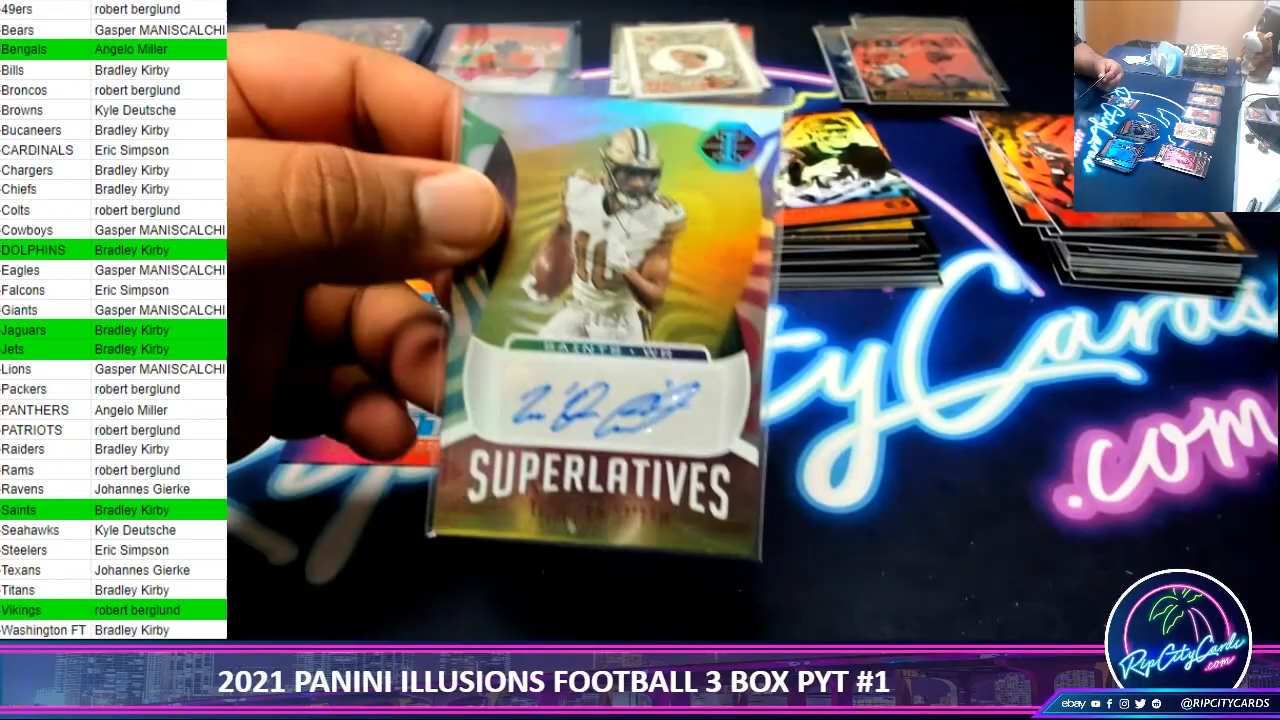 -49ers robert berglund
-Bears Gasper MANISCALCHI
-Bengals Angelo Miller
-Bills Bradley Kirby
-Broncos robert berglund
-Browns Kyle Deutsche
-Bucaneers Bradley Kirby
-CARDINALS Eric Simpson
-Chargers Bradley Kirby
-Chiefs Bradley Kirby
-Colts robert berglund
-Cowboys Gasper MANISCALCHI
-DOLPHINS Bradley Kirby
-Eagles Gasper MANISCALCHI
-Falcons Eric Simpson
-Giants Gasper MANISCALCHI
-Jaguars Bradley Kirby
-Jets Bradley Kirby
-Lions Gasper MANISCALCHI
-Packers robert berglund
-PANTHERS Angelo Miller
-PATRIOTS robert berglund
-Raiders Bradley Kirby
-Rams robert berglund
-Ravens Johannes Gierke
-Saints Bradley Kirby
-Seahawks Kyle Deutsche
-Steelers Eric Simpson
-Texans Johannes Gierke
-Titans Bradley Kirby
-Vikings robert berglund
-Washington FT Bradley Kirby
10
SAINTS • WR
SUPERLATIVES
ty Cards
.com
RipCityCards
.com
2021 PANINI ILLUSIONS FOOTBALL 3 BOX PYT #1
ebay @RIPCITYCARDS